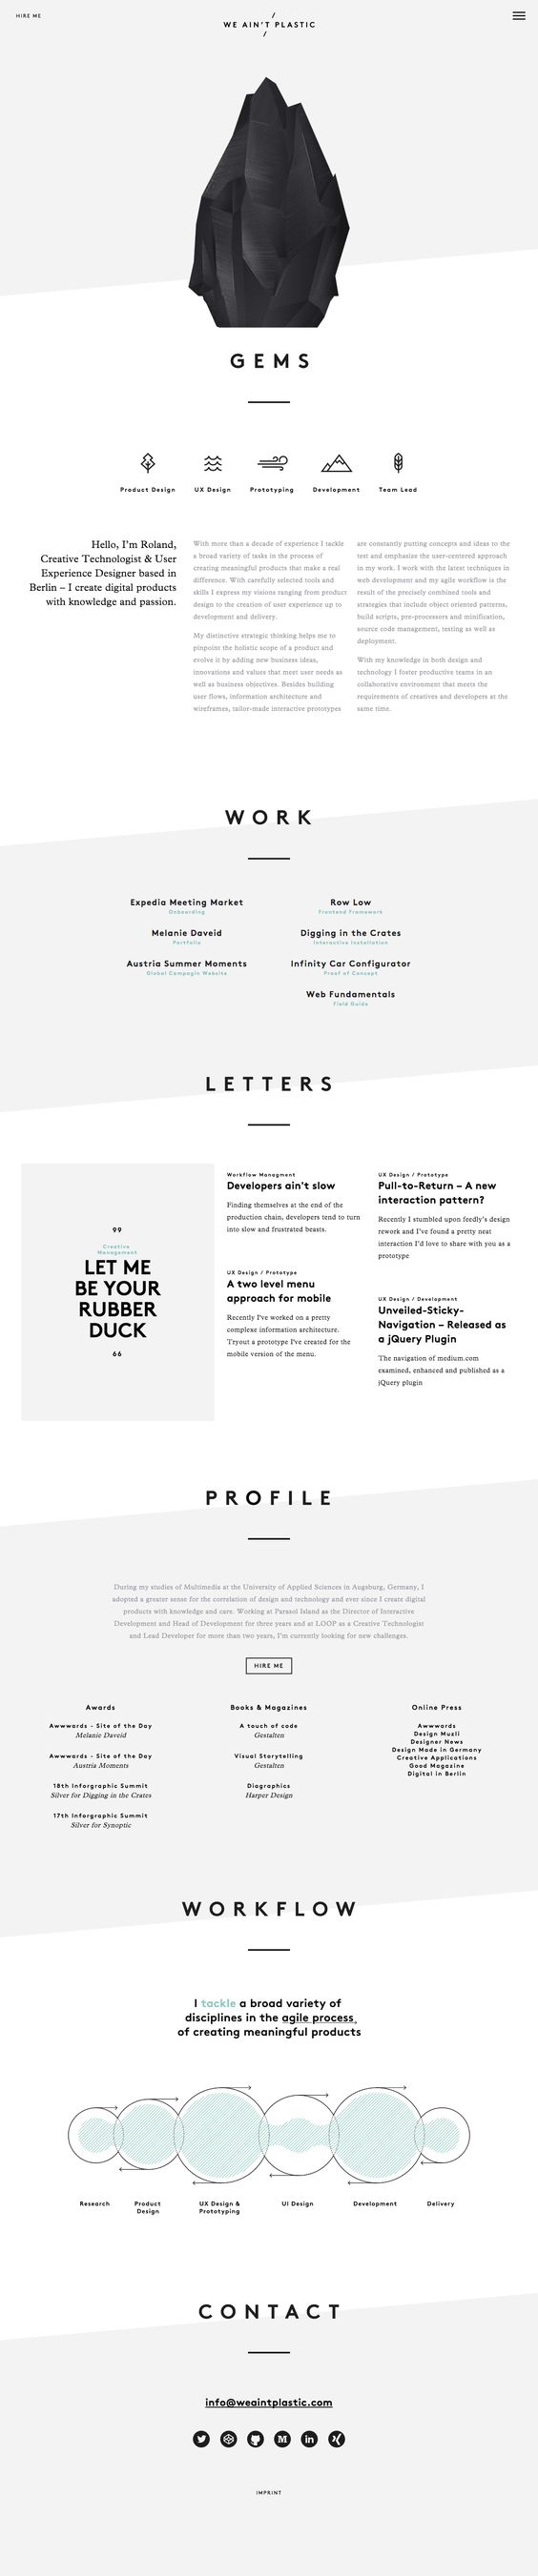 HIRE ME
/
WE AIN'T PLASTIC
/
GEMS
Product Design
UX Design
Prototyping
Development
Team Lead
Hello, I'm Roland,
Creative Technologist & User
Experience Designer based in
Berlin – I create digital products
with knowledge and passion.
With more than a decade of experience I tackle
a broad variety of tasks in the process of
creating meaningful products that make a real
difference. With carefully selected tools and
skills I express my visions ranging from product
design to the creation of user experience up to
development and delivery.
My distinctive strategic thinking helps me to
pinpoint the holistic scope of a product and
evolve it by adding new business ideas,
innovations and values that meet user needs as
well as business objectives. Besides building
user flows, information architecture and
wireframes, tailor-made interactive prototypes
are constantly putting concepts and ideas to the
test and emphasise the user-centered approach
in my work. I work with the latest techniques in
web development and my agile workflow is the
result of the precisely combined tools and
strategies that include object oriented patterns,
build scripts, pre-processors and minification,
source code management, testing as well as
deployment.
With my knowledge in both design and
technology I foster productive teams in an
collaborative environment that meets the
requirements of creatives and developers at the
same time.
WORK
Expedia Meeting Market
Onboarding
Melanie Daveid
Portfolio
Austria Summer Moments
Global Campagin Website
Row Low
Frontend Framework
Digging in the Crates
Interactive Installation
Infinity Car Configurator
Proof of Concept
Web Fundamentals
Field Guide
LETTERS
99
Creative
Management
LET ME
BE YOUR
RUBBER
DUCK
66
Workflow Managment
Developers ain't slow
Finding themselves at the end of the
production chain, developers tend to turn
into slow and frustrated beasts.
UX Design / Prototype
A two level menu
approach for mobile
Recently I've worked on a pretty
complexe information architecture.
Tryout a prototype I've created for the
mobile version of the menu.
UX Design / Prototype
Pull-to-Return – A new
interaction pattern?
Recently I stumbled upon feedly's design
rework and I've found a pretty neat
interaction I'd love to share with you as a
prototype
UX Design / Development
Unveiled-Sticky-
Navigation – Released as
a jQuery Plugin
The navigation of medium.com
examined, enhanced and published as a
jQuery plugin
PROFILE
During my studies of Multimedia at the University of Applied Sciences in Augsburg, Germany, I
adopted a greater sense for the correlation of design and technology and ever since I create digital
products with knowledge and care. Working at Parasol Island as the Director of Interactive
Development and Head of Development for three years and at LOOP as a Creative Technologist
and Lead Developer for more than two years, I'm currently looking for new challenges.
HIRE ME
Awards
Awwwards - Site of the Day
Melanie Daveid
Awwwards - Site of the Day
Austria Moments
18th Inforgraphic Summit
Silver for Digging in the Crates
17th Inforgraphic Summit
Silver for Synoptic
Books & Magazines
A touch of code
Gestalten
Visual Storytelling
Gestalten
Diagraphics
Harper Design
Online Press
Awwwards
Design Muzli
Designer News
Design Made in Germany
Creative Applications
Good Magazine
Digital in Berlin
WORKFLOW
I tackle a broad variety of
disciplines in the agile process
of creating meaningful products
Research
Product
Design
UX Design &
Prototyping
UI Design
Development
Delivery
CONTACT
info@weaintplastic.com
IMPRINT